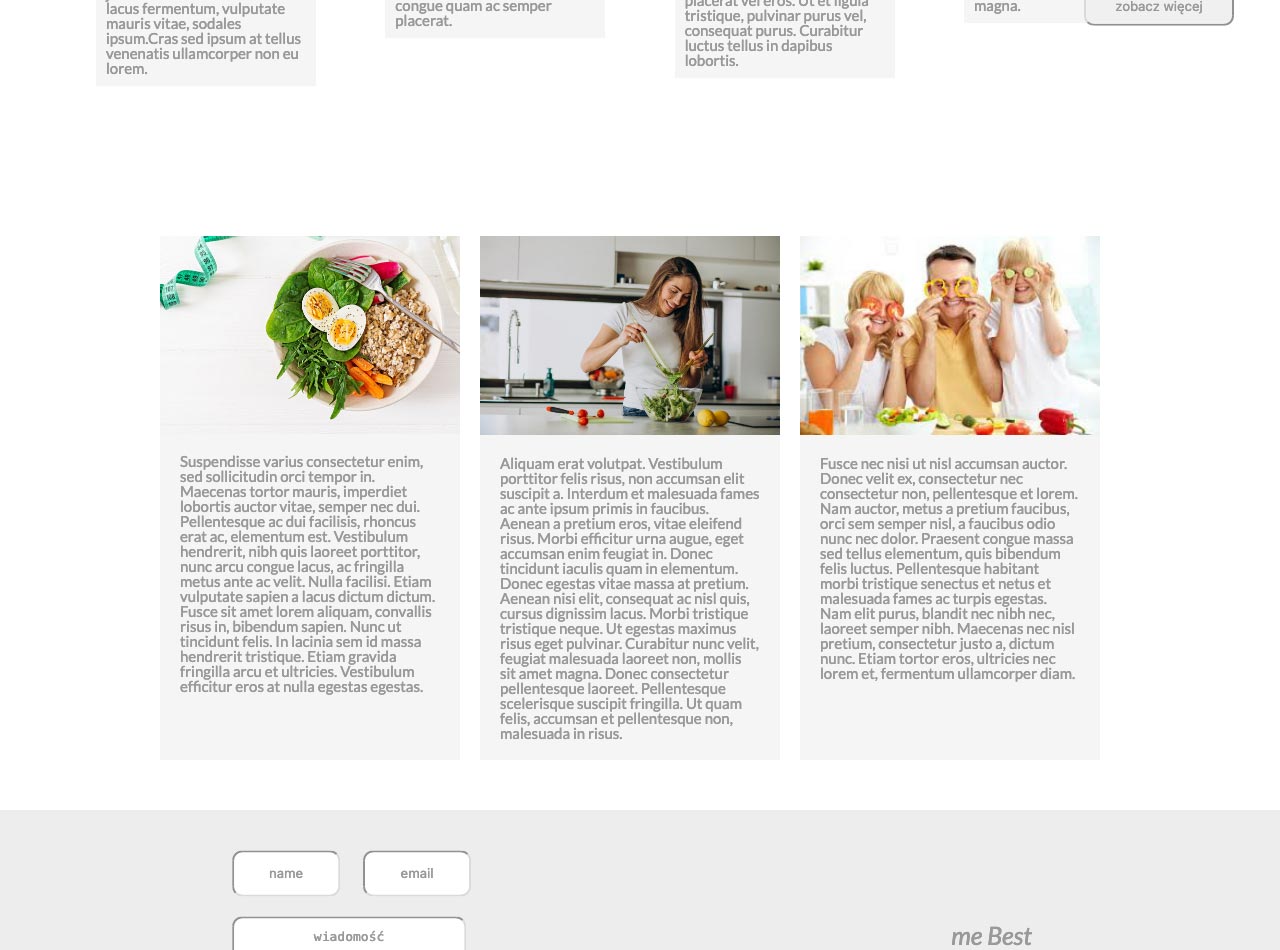 lacus fermentum, vulputate
mauris vitae, sodales
ipsum.Cras sed ipsum at tellus
venenatis ullamcorper non eu
lorem.
congue quam ac semper
placerat.
placerat vel eros. Ut et ligula
tristique, pulvinar purus vel,
consequat purus. Curabitur
luctus tellus in dapibus
lobortis.
magna.
zobacz więcej
Suspendisse varius consectetur enim,
sed sollicitudin orci tempor in.
Maecenas tortor mauris, imperdiet
lobortis auctor vitae, semper nec dui.
Pellentesque ac dui facilisis, rhoncus
erat ac, elementum est. Vestibulum
hendrerit, nibh quis laoreet porttitor,
nunc arcu congue lacus, ac fringilla
metus ante ac velit. Nulla facilisi. Etiam
vulputate sapien a lacus dictum dictum.
Fusce sit amet lorem aliquam, convallis
risus in, bibendum sapien. Nunc ut
tincidunt felis. In lacinia sem id massa
hendrerit tristique. Etiam gravida
fringilla arcu et ultricies. Vestibulum
efficitur eros at nulla egestas egestas.
Aliquam erat volutpat. Vestibulum
porttitor felis risus, non accumsan elit
suscipit a. Interdum et malesuada fames
ac ante ipsum primis in faucibus.
Aenean a pretium eros, vitae eleifend
risus. Morbi efficitur urna augue, eget
accumsan enim feugiat in. Donec
tincidunt iaculis quam in elementum.
Donec egestas vitae massa at pretium.
Aenean nisi elit, consequat ac nisl quis,
cursus dignissim lacus. Morbi tristique
tristique neque. Ut egestas maximus
risus eget pulvinar. Curabitur nunc velit,
feugiat malesuada laoreet non, mollis
sit amet magna. Donec consectetur
pellentesque laoreet. Pellentesque
scelerisque suscipit fringilla. Ut quam
felis, accumsan et pellentesque non,
malesuada in risus.
Fusce nec nisi ut nisl accumsan auctor.
Donec velit ex, consectetur nec
consectetur non, pellentesque et lorem.
Nam auctor, metus a pretium faucibus,
orci sem semper nisl, a faucibus odio
nunc nec dolor. Praesent congue massa
sed tellus elementum, quis bibendum
felis luctus. Pellentesque habitant
morbi tristique senectus et netus et
malesuada fames ac turpis egestas.
Nam elit purus, blandit nec nibh nec,
laoreet semper nibh. Maecenas nec nisl
pretium, consectetur justo a, dictum
nunc. Etiam tortor eros, ultricies nec
lorem et, fermentum ullamcorper diam.
name
email
wiadomość
me Best